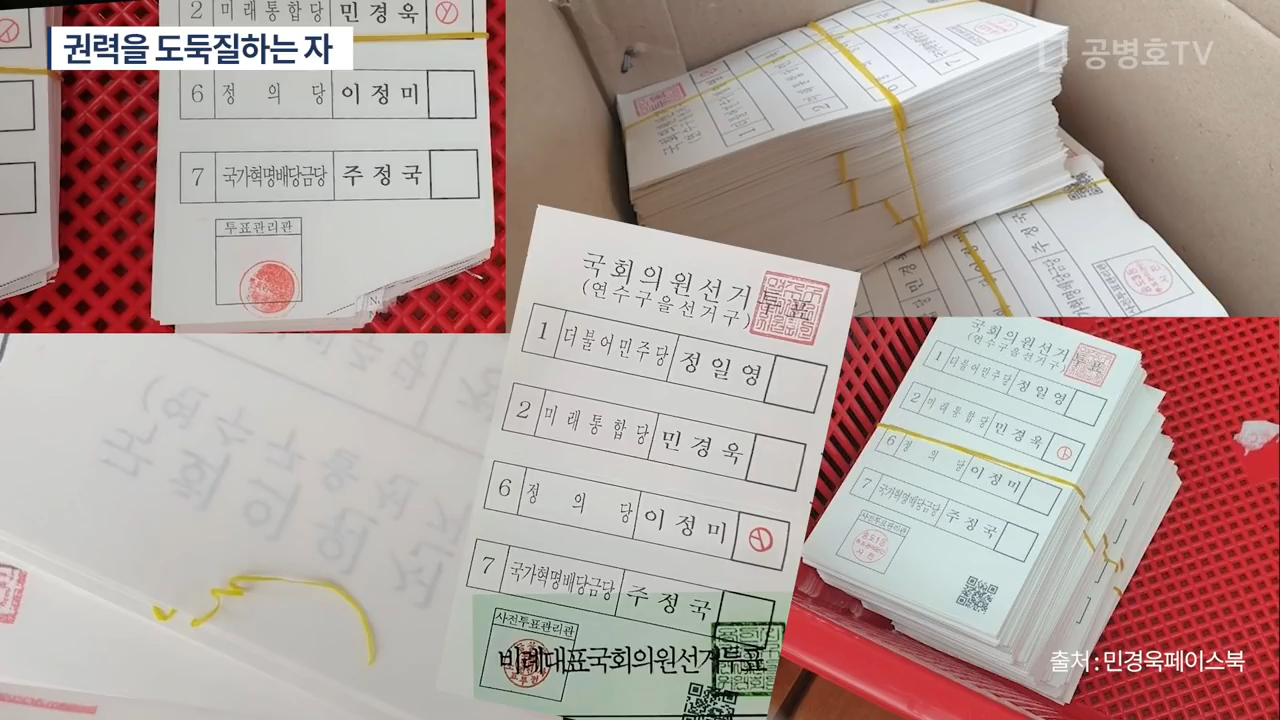 권력을 도둑질하는 자
공병호TV
2 미래통합당 민경욱
6 정 의 당 이정미
7 국가혁명배당금당 주정국
투표관리관
국회의원선거투표
(연수구을선거구)
1 더불어민주당 정일영
2 미래통합당 민경욱
6 정 의 당 이정미
7 국가혁명배당금당 주정국
사전투표관리관
비례대표국회의원선거투표
국회의원선거투표
(연수구을선거구)
1 더불어민주당 정일영
2 미래통합당 민경욱
6 정 의 당 이정미
7 국가혁명배당금당 주정국
사전투표관리관
출처 : 민경욱페이스북